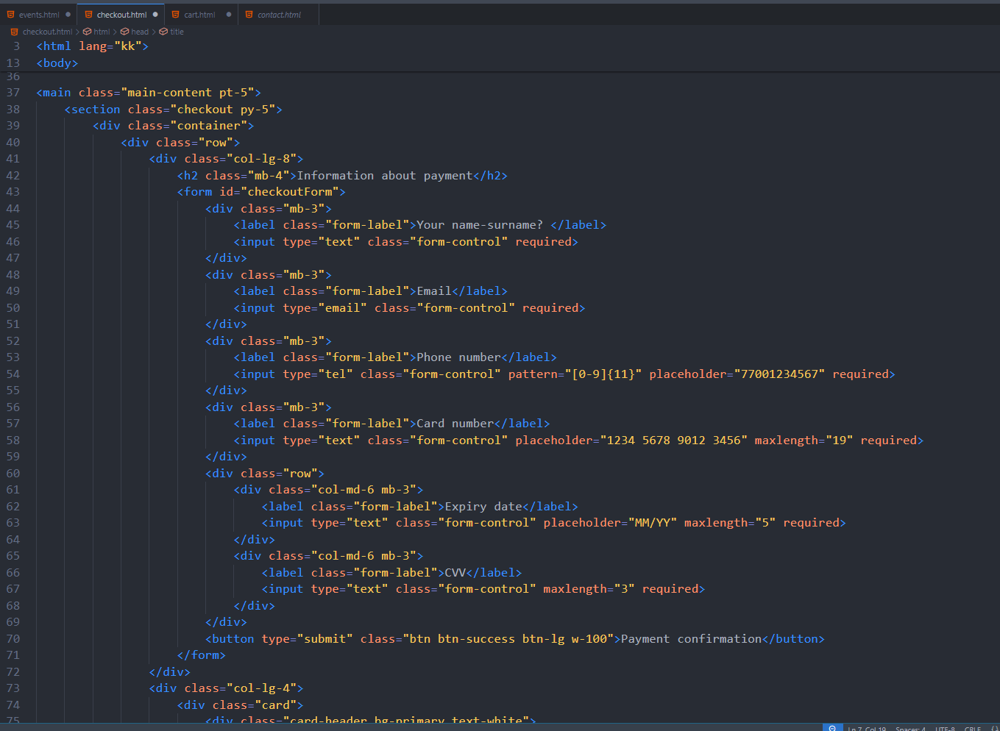 events.html checkout.html cart.html contact.html
checkout.html > html > head > title
3 <html lang="kk">
13 <body>
36
37 <main class="main-content pt-5">
38 <section class="checkout py-5">
39 <div class="container">
40 <div class="row">
41 <div class="col-lg-8">
42 <h2 class="mb-4">Information about payment</h2>
43 <form id="checkoutForm">
44 <div class="mb-3">
45 <label class="form-label">Your name-surname? </label>
46 <input type="text" class="form-control" required>
47 </div>
48 <div class="mb-3">
49 <label class="form-label">Email</label>
50 <input type="email" class="form-control" required>
51 </div>
52 <div class="mb-3">
53 <label class="form-label">Phone number</label>
54 <input type="tel" class="form-control" pattern="[0-9]{11}" placeholder="77001234567" required>
55 </div>
56 <div class="mb-3">
57 <label class="form-label">Card number</label>
58 <input type="text" class="form-control" placeholder="1234 5678 9012 3456" maxlength="19" required>
59 </div>
60 <div class="row">
61 <div class="col-md-6 mb-3">
62 <label class="form-label">Expiry date</label>
63 <input type="text" class="form-control" placeholder="MM/YY" maxlength="5" required>
64 </div>
65 <div class="col-md-6 mb-3">
66 <label class="form-label">CVV</label>
67 <input type="text" class="form-control" maxlength="3" required>
68 </div>
69 </div>
70 <button type="submit" class="btn btn-success btn-lg w-100">Payment confirmation</button>
71 </form>
72 </div>
73 <div class="col-lg-4">
74 <div class="card">
75 <div class="card-header bg-primary text-white">
Ln 7, Col 19 Spaces: 4 UTF-8 CRLF {}